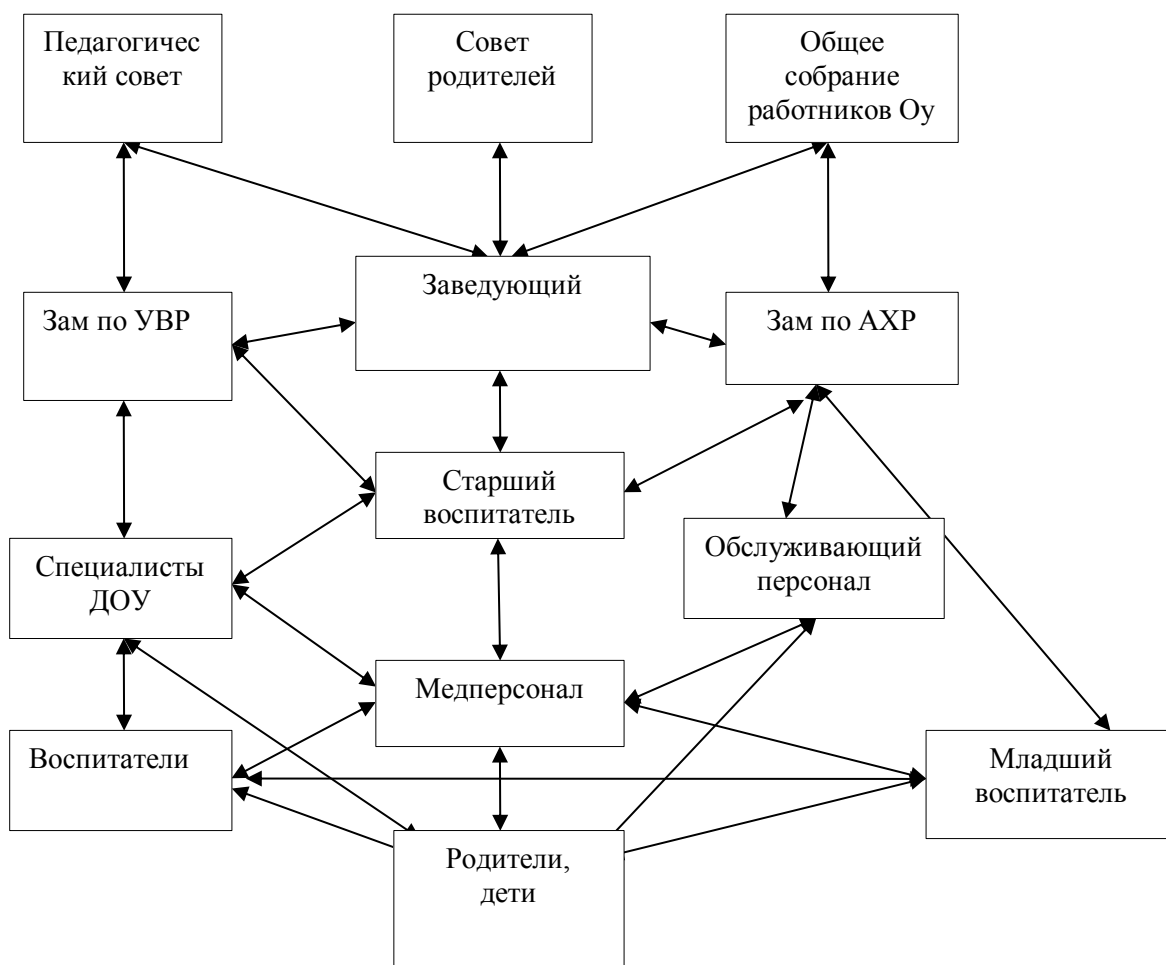 Педагогичес
кий совет
Совет
родителей
Общее
собрание
работников Оу
Заведующий
Зам по УВР
Зам по АХР
Старший
воспитатель
Обслуживающий
персонал
Специалисты
ДОУ
Медперсонал
Воспитатели
Младший
воспитатель
Родители,
дети